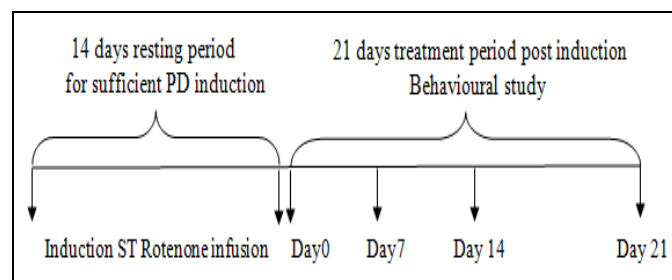 14 days resting period
for sufficient PD induction
21 days treatment period post induction
Behavioural study
Induction ST Rotenone infusion
Day0
Day7
Day 14
Day 21